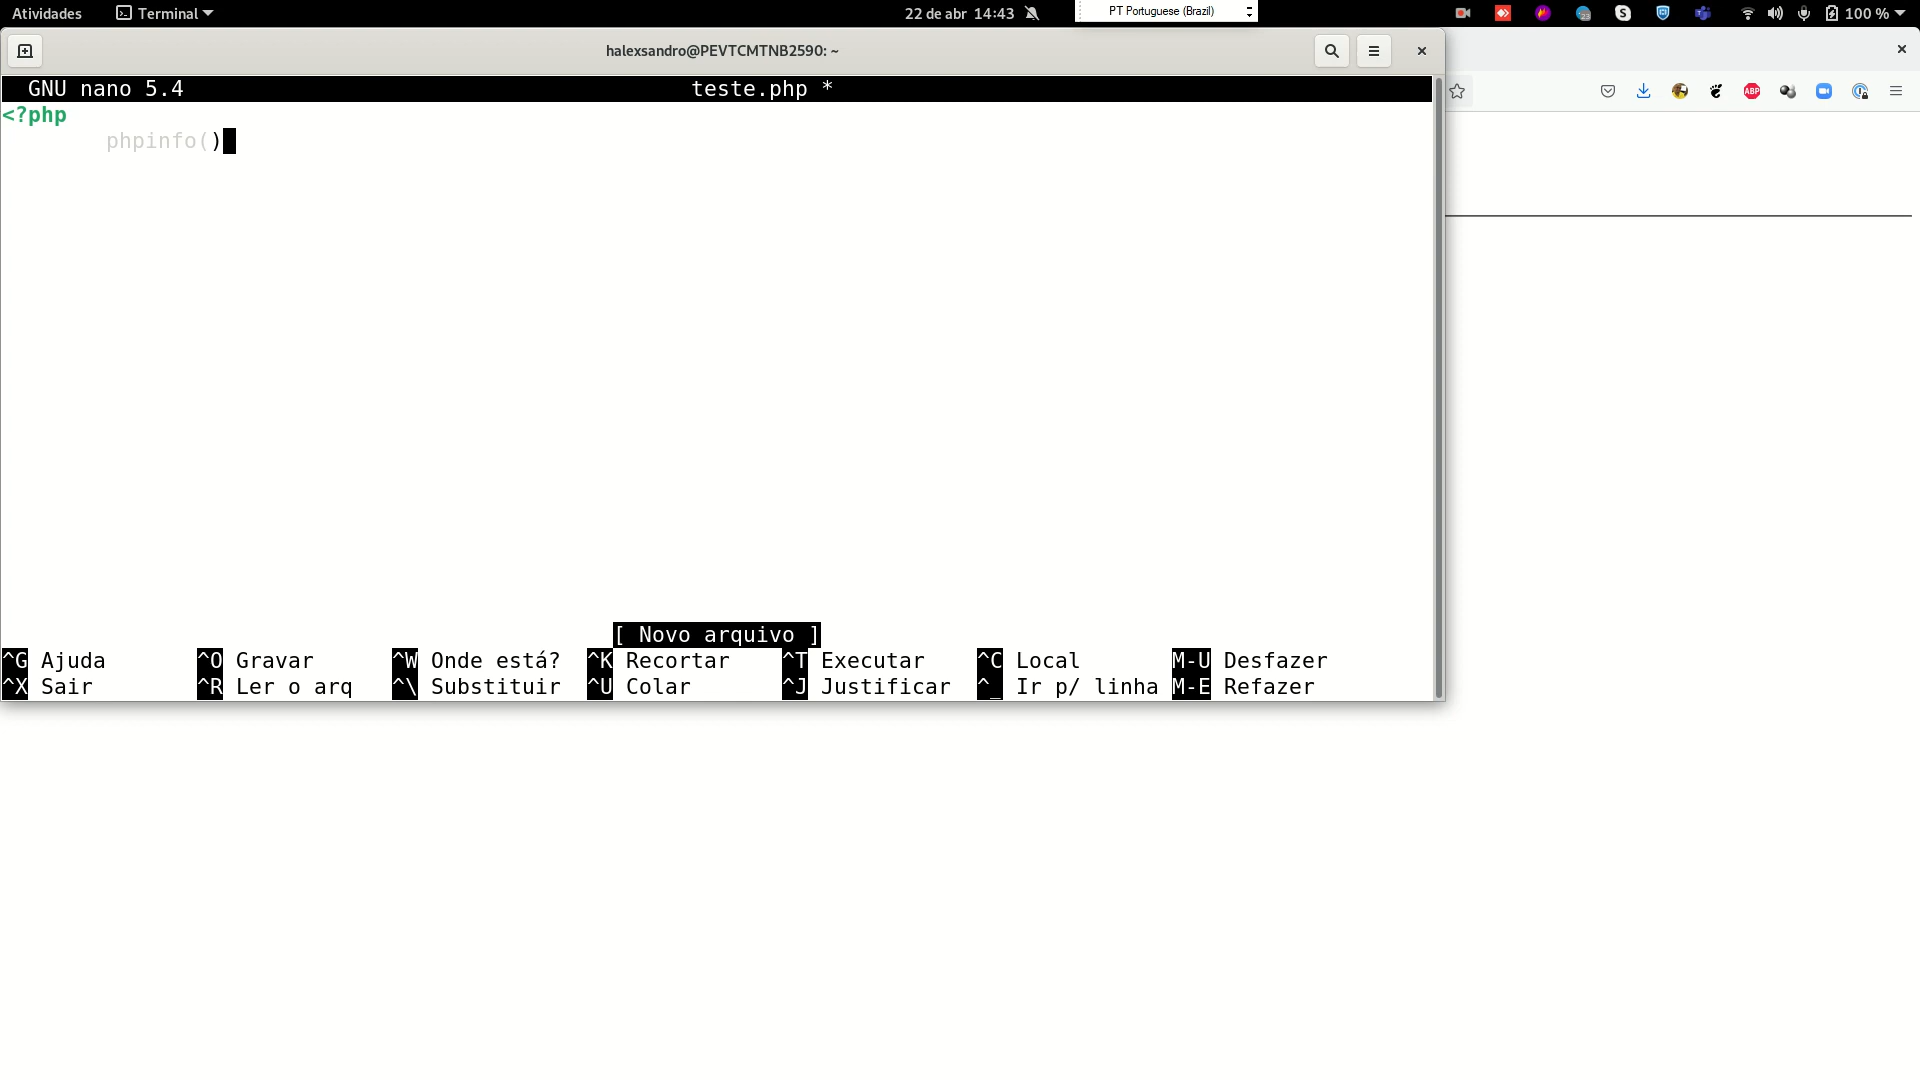 Atividades Terminal 22 de abr 14:43 PT Portuguese (Brazil) 100 %
halexsandro@PEVTCMTNB2590: ~
GNU nano 5.4 teste.php *
<?php
phpinfo()
[ Novo arquivo ]
^G Ajuda ^O Gravar ^W Onde está? ^K Recortar ^T Executar ^C Local M-U Desfazer
^X Sair ^R Ler o arq ^\ Substituir ^U Colar ^J Justificar ^_ Ir p/ linha M-E Refazer
ABP